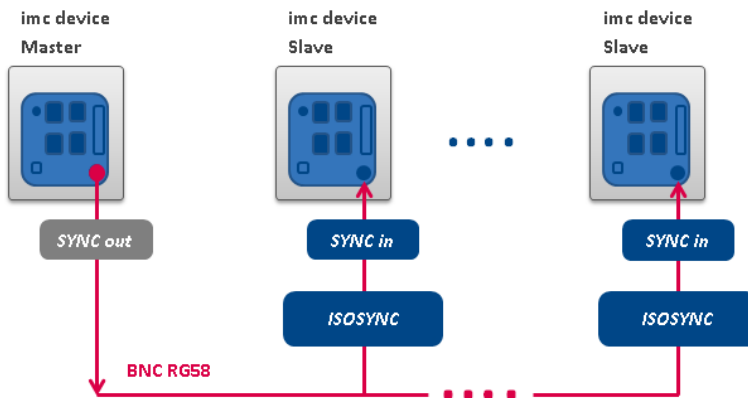 imc device
Master
imc device
Slave
imc device
Slave
SYNC out
SYNC in
SYNC in
ISOSYNC
ISOSYNC
BNC RG58